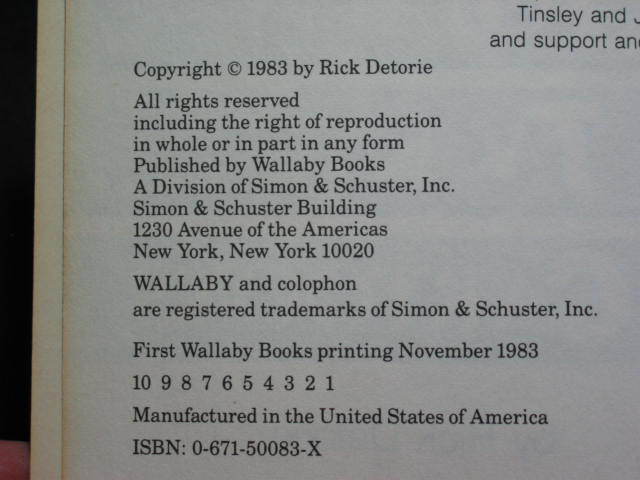 Tinsley and
and support
Copyright © 1983 by Rick Detorie
All rights reserved
including the right of reproduction
in whole or in part in any form
Published by Wallaby Books
A Division of Simon & Schuster, Inc.
Simon & Schuster Building
1230 Avenue of the Americas
New York, New York 10020
WALLABY and colophon
are registered trademarks of Simon & Schuster, Inc.
First Wallaby Books printing November 1983
10 9 8 7 6 5 4 3 2 1
Manufactured in the United States of America
ISBN: 0-671-50083-X